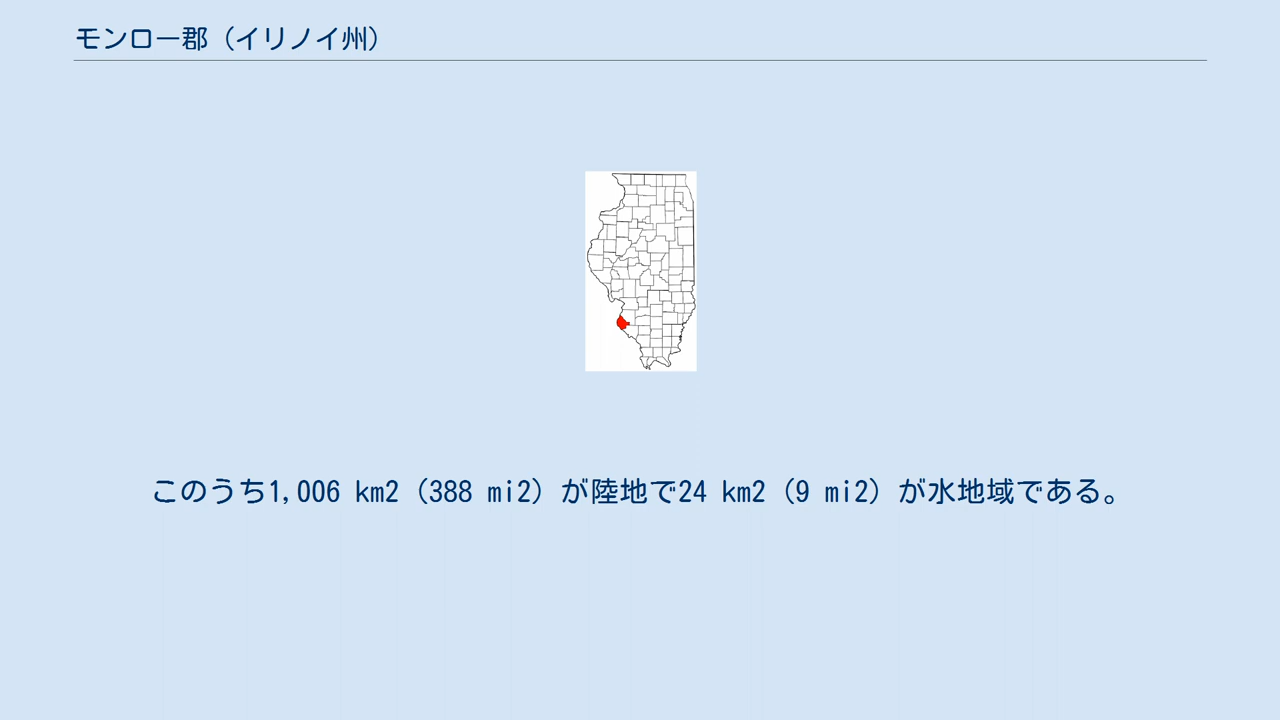 モンロー郡（イリノイ州）
このうち1,006 km2（388 mi2）が陸地で24 km2（9 mi2）が水地域である。